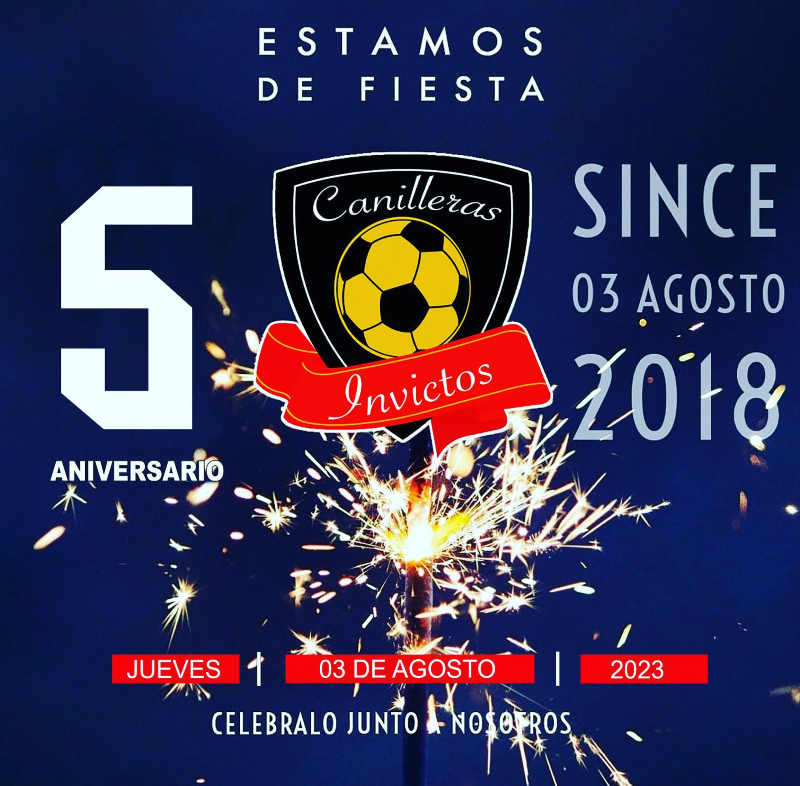 ESTAMOS
DE FIESTA
5
ANIVERSARIO
Canilleras
Invictos
SINCE
03 AGOSTO
2018
JUEVES | 03 DE AGOSTO | 2023
CELEBRALO JUNTO A NOSOTROS